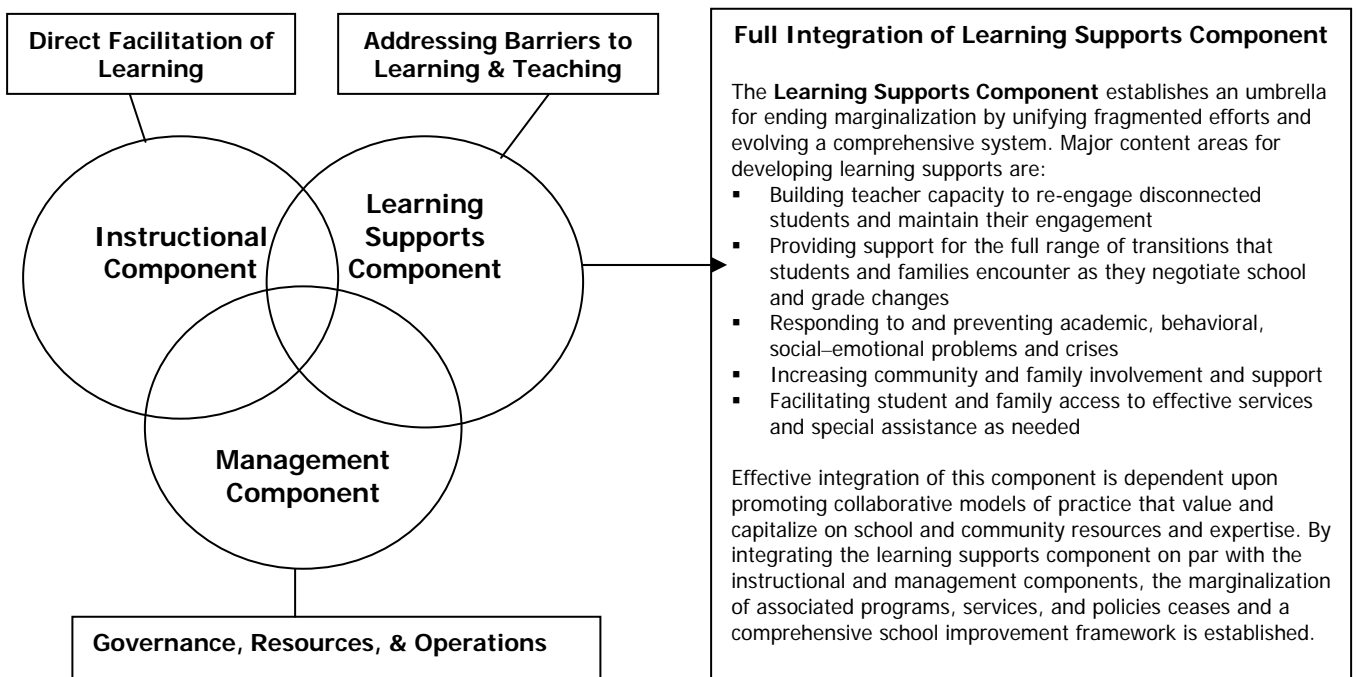 Direct Facilitation of
Learning
Addressing Barriers to
Learning & Teaching
Instructional
Component
Learning
Supports
Component
Management
Component
Governance, Resources, & Operations
Full Integration of Learning Supports Component
The Learning Supports Component establishes an umbrella
for ending marginalization by unifying fragmented efforts and
evolving a comprehensive system. Major content areas for
developing learning supports are:
▪ Building teacher capacity to re-engage disconnected
students and maintain their engagement
▪ Providing support for the full range of transitions that
students and families encounter as they negotiate school
and grade changes
▪ Responding to and preventing academic, behavioral,
social–emotional problems and crises
▪ Increasing community and family involvement and support
▪ Facilitating student and family access to effective services
and special assistance as needed
Effective integration of this component is dependent upon
promoting collaborative models of practice that value and
capitalize on school and community resources and expertise. By
integrating the learning supports component on par with the
instructional and management components, the marginalization
of associated programs, services, and policies ceases and a
comprehensive school improvement framework is established.